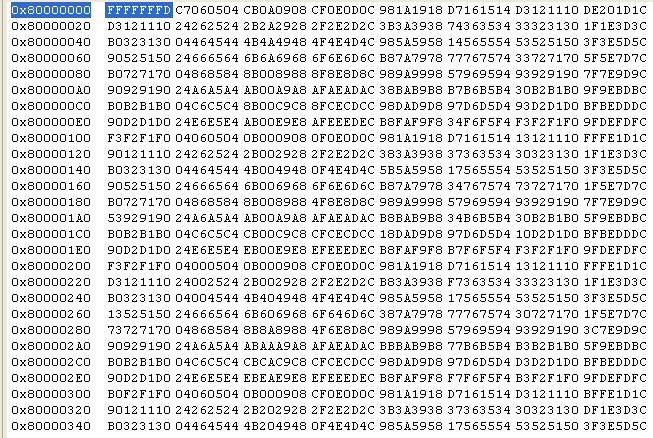 0x80000000 FFFFFFFD C7060504 CB0A0908 CF0E0D0C 981A1918 D7161514 D3121110 DE201D1C
0x80000020 D3121110 24262524 2B2A2928 2F2E2D2C 3B3A3938 74363534 33323130 1F1E3D3C
0x80000040 B0323130 04464544 4B4A4948 4F4E4D4C 985A5958 14565554 53525150 3F3E5D5C
0x80000060 90525150 24666564 6B6A6968 6F6E6D6C B87A7978 77767374 33727170 5F5E7D7C
0x80000080 B0727170 04868584 8B008988 8F8E8D8C 989A9998 57969594 93929190 7F7E9D9C
0x800000A0 90929190 24A6A5A4 AB00A9A8 AFAEADAC 38BAB9B8 B7B6B5B4 30B2B1B0 9F9EBDBC
0x800000C0 B0B2B1B0 04C6C5C4 8B00C9C8 8FCECDCC 98DAD9D8 97D6D5D4 93D2D1D0 BFBEDDDC
0x800000E0 90D2D1D0 24E6E5E4 AB00E9E8 AFEEEDEC B8FAF9F8 34F6F5F4 F3F2F1F0 9FDEFDFC
0x80000100 F3F2F1F0 04060504 0B000908 0F0E0D0C 981A1918 D7161514 13121110 FFFE1D1C
0x80000120 90121110 24262524 2B002928 2F2E2D2C 383A3938 37363534 30323130 1F1E3D3C
0x80000140 B0323130 04464544 4B004948 4F4E4D4C 5B5A5958 17565554 53525150 3F3E5D5C
0x80000160 90525150 24666564 6B006968 6F6E6D6C B87A7978 34767574 73727170 1F5E7D7C
0x80000180 B0727170 04868584 8B008988 4F8E8D8C 989A9998 57969594 93929190 7F7E9D9C
0x800001A0 53929190 24A6A5A4 2B00A9A8 AFAEADAC B8BAB9B8 34B6B5B4 30B2B1B0 5F9EBDBC
0x800001C0 B0B2B1B0 04C6C5C4 CB00C9C8 CFCECDCC 18DAD9D8 97D6D5D4 10D2D1D0 BFBEDDDC
0x800001E0 90D2D1D0 24E6E5E4 EB00E9E8 EFEEEDEC B8FAF9F8 B7F6F5F4 F3F2F1F0 9FDEFDFC
0x80000200 F3F2F1F0 04000504 CB000908 CF0E0D0C 981A1918 D7161514 13121110 FFFE1D1C
0x80000220 D3121110 24002524 2B002928 2F2E2D2C B83A3938 F7363534 33323130 1F1E3D3C
0x80000240 B0323130 04004544 4B404948 4F4E4D4C 985A5958 17565554 53525150 3F3E5D5C
0x80000260 13525150 24666564 6B606968 6F646D6C 387A7978 77767574 30727170 1F5E7D7C
0x80000280 73727170 04868584 8B8A8988 4F6E8D8C 989A9998 57969594 93929190 3C7E9D9C
0x800002A0 90929190 24A6A5A4 ABAAA9A8 AFAEADAC BBBAB9B8 77B6B5B4 B3B2B1B0 5F9EBDBC
0x800002C0 B0B2B1B0 04C6C5C4 CBCAC9C8 CFCECDCC 98DAD9D8 97D6D5D4 D3D2D1D0 BFBEDDDC
0x800002E0 90D2D1D0 24E6E5E4 EBEAE9E8 EFEEEDEC B8FAF9F8 F7F6F5F4 B3F2F1F0 9FDEFDFC
0x80000300 B0F2F1F0 04060504 0B000908 0F0E0D0C 981A1918 D7161514 13121110 BFFE1D1C
0x80000320 90121110 24262524 2B202928 2F2E2D2C 3B3A3938 37363534 30323130 DF1E3D3C
0x80000340 B0323130 04464544 4B404948 4F4E4D4C 985A5958 17565554 53525150 3F3E5D5C